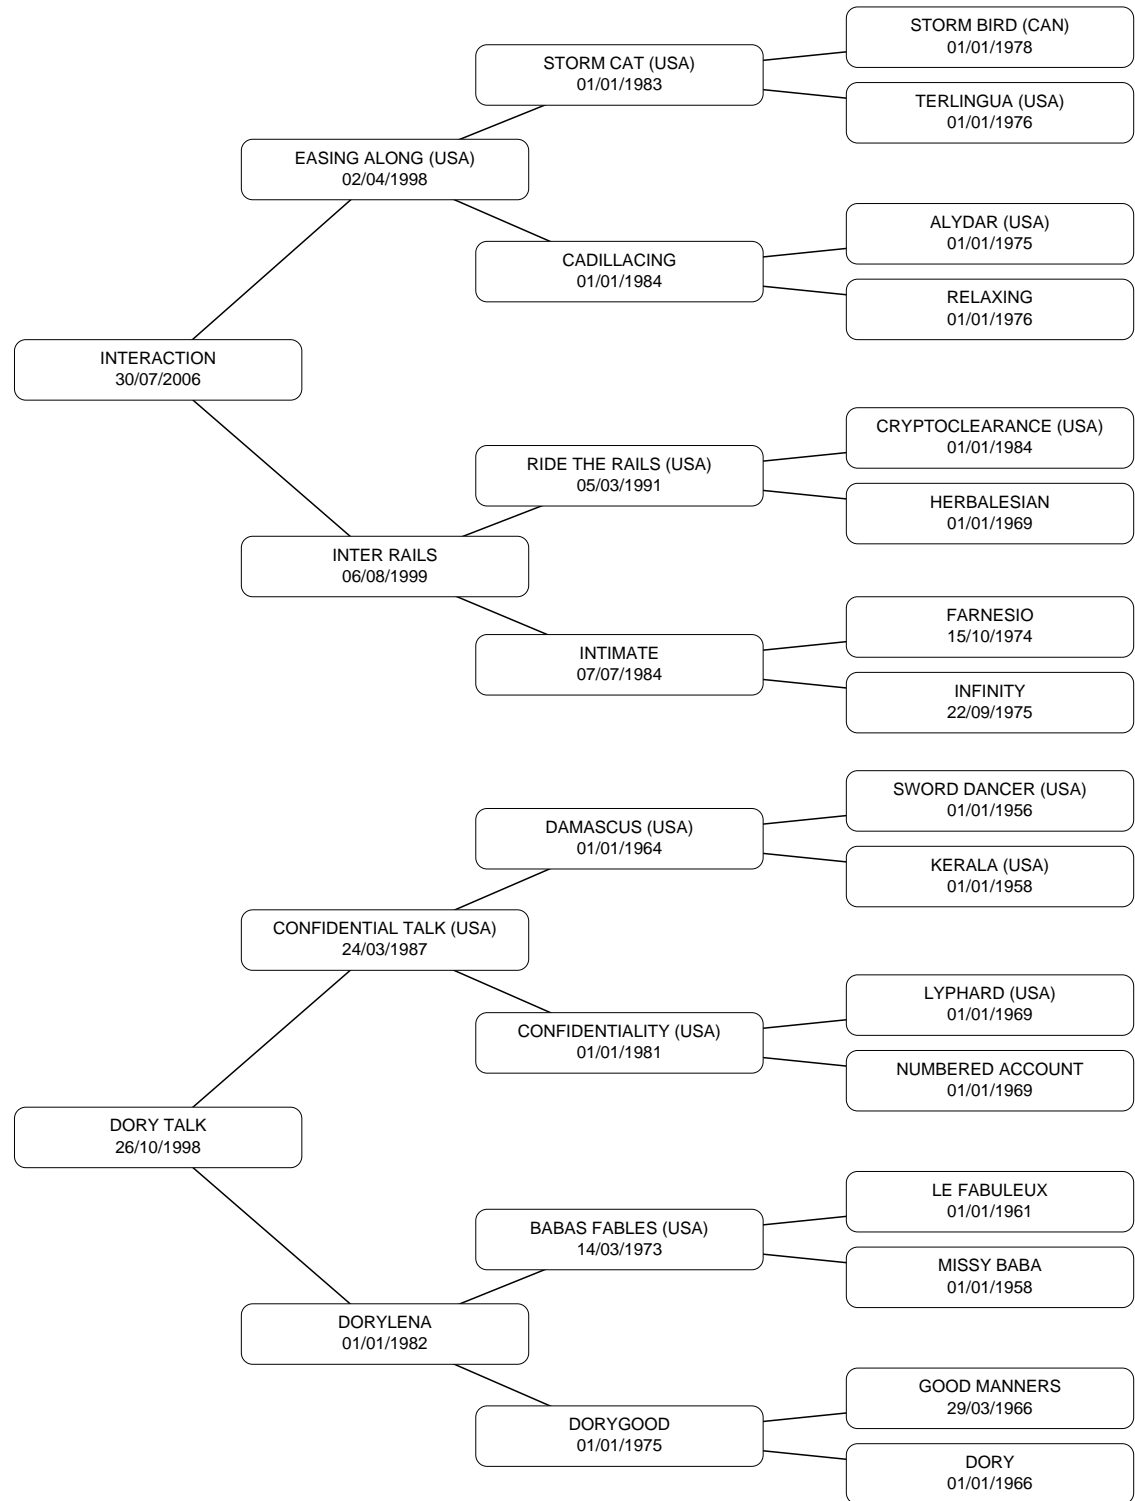 STORM BIRD (CAN)
01/01/1978
STORM CAT (USA)
01/01/1983
TERLINGUA (USA)
01/01/1976
EASING ALONG (USA)
02/04/1998
ALYDAR (USA)
01/01/1975
CADILLACING
01/01/1984
RELAXING
01/01/1976
INTERACTION
30/07/2006
CRYPTOCLEARANCE (USA)
01/01/1984
RIDE THE RAILS (USA)
05/03/1991
HERBALESIAN
01/01/1969
INTER RAILS
06/08/1999
FARNESIO
15/10/1974
INTIMATE
07/07/1984
INFINITY
22/09/1975
SWORD DANCER (USA)
01/01/1956
DAMASCUS (USA)
01/01/1964
KERALA (USA)
01/01/1958
CONFIDENTIAL TALK (USA)
24/03/1987
LYPHARD (USA)
01/01/1969
CONFIDENTIALITY (USA)
01/01/1981
NUMBERED ACCOUNT
01/01/1969
DORY TALK
26/10/1998
LE FABULEUX
01/01/1961
BABAS FABLES (USA)
14/03/1973
MISSY BABA
01/01/1958
DORYLENA
01/01/1982
GOOD MANNERS
29/03/1966
DORYGOOD
01/01/1975
DORY
01/01/1966